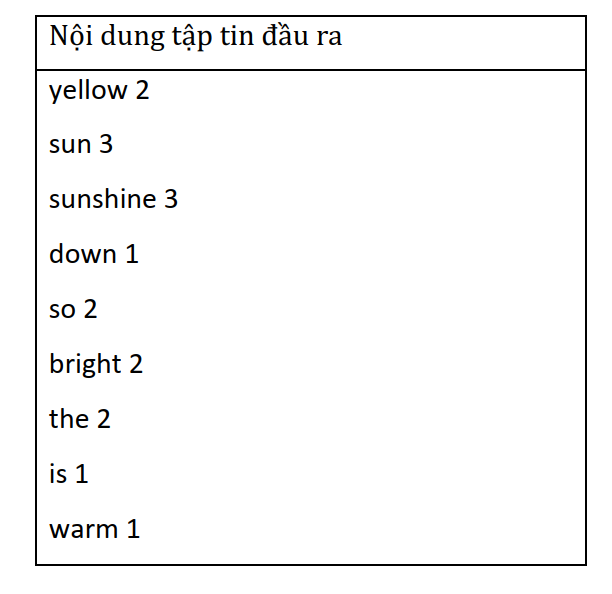 Nội dung tập tin đầu ra
yellow 2
sun 3
sunshine 3
down 1
so 2
bright 2
the 2
is 1
warm 1